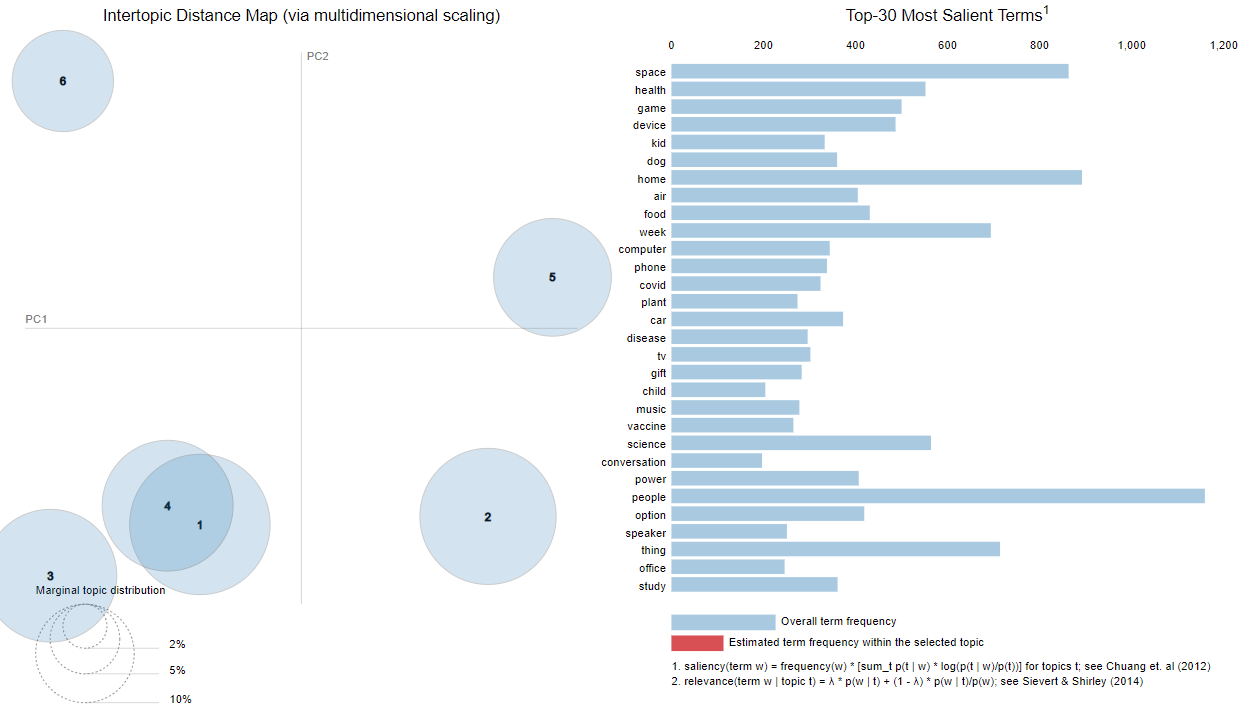 Intertopic Distance Map (via multidimensional scaling)
PC2
PC1
6
5
4
1
2
3
Marginal topic distribution
2%
5%
10%
Top-30 Most Salient Terms1
0 200 400 600 800 1,000 1,200
space
health
game
device
kid
dog
home
air
food
week
computer
phone
covid
plant
car
disease
tv
gift
child
music
vaccine
science
conversation
power
people
option
speaker
thing
office
study
Overall term frequency
Estimated term frequency within the selected topic
1. saliency(term w) = frequency(w) * [sum_t p(t | w) * log(p(t | w)/p(t))] for topics t; see Chuang et. al (2012)
2. relevance(term w | topic t) = λ * p(w | t) + (1 - λ) * p(w | t)/p(w); see Sievert & Shirley (2014)